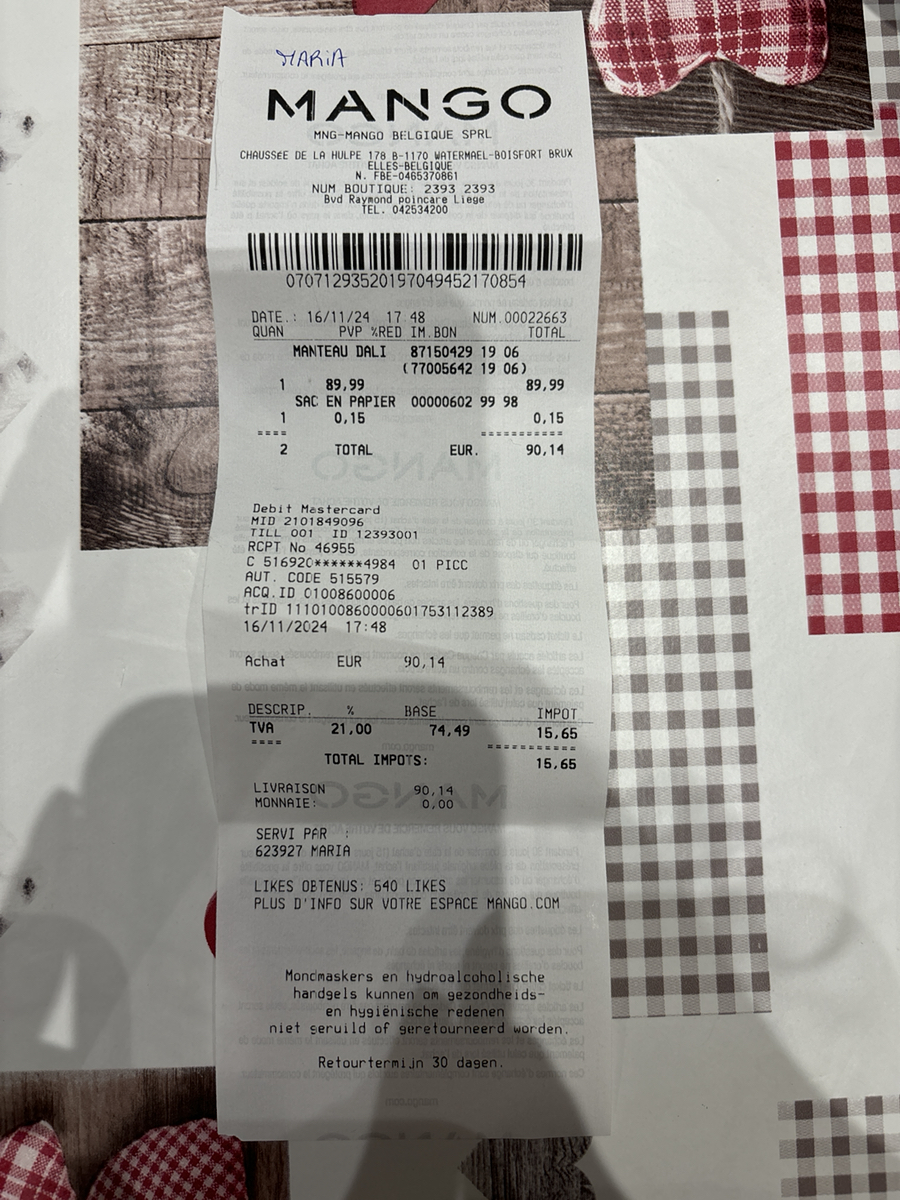 MARIA
MANGO
MNG-MANGO BELGIQUE SPRL
CHAUSSéE DE LA HULPE 178 B-1170 WATERMAEL-BOISFORT BRUX
ELLES-BELGIQUE
N. FBE-0465370861
NUM BOUTIQUE: 2393 2393
Bvd Raymond poincare Liege
TEL. 042534200
07071293520197049452170854
DATE.: 16/11/24 17 48 NUM.00022663
QUAN PVP %RED IM.BON TOTAL
MANTEAU DALI 87150429 19 06
(77005642 19 06)
1 89,99 89,99
SAC EN PAPIER 00000602 99 98
1 0,15 0,15
==== ===========
2 TOTAL EUR. 90,14
Debit Mastercard
MID 2101849096
TILL 001 ID 12393001
RCPT No 46955
C 516920******4984 01 PICC
AUT. CODE 515579
ACQ.ID 01008600006
trID 1110100860000601753112389
16/11/2024 17:48
Achat EUR 90,14
DESCRIP. % BASE IMPOT
TVA 21,00 74,49 15,65
==== ===========
TOTAL IMPOTS: 15,65
LIVRAISON 90,14
MONNAIE: 0,00
SERVI PAR :
623927 MARIA
LIKES OBTENUS: 540 LIKES
PLUS D'INFO SUR VOTRE ESPACE MANGO.COM
Mondmaskers en hydroalcoholische
handgels kunnen om gezondheids-
en hygiënische redenen
niet geruild of geretourneerd worden.
Retourtermijn 30 dagen.